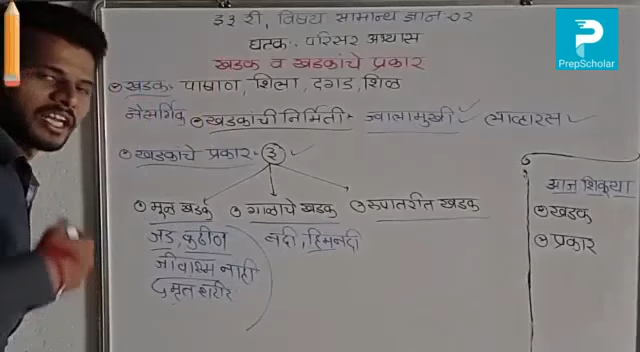 इ ३ री, विषय सामान्य ज्ञान-०२
घटक:- परिसर अभ्यास
खडक व खडकांचे प्रकार
खडक:- पाषाण, शिला, दगड, शिळ
नैसर्गिक खडकांची निर्मिती- ज्वालामुखी ✓ लाव्हारस ✓
खडकांचे प्रकार- ३ ✓
मूळ खडक
गाळाचे खडक
रुपातरीत खडक
जड, कठीण
जीवाश्म नाही
मृत शरीर
नदी, हिमनदी
आज शिकूया
खडक
प्रकार
P
PrepScholar